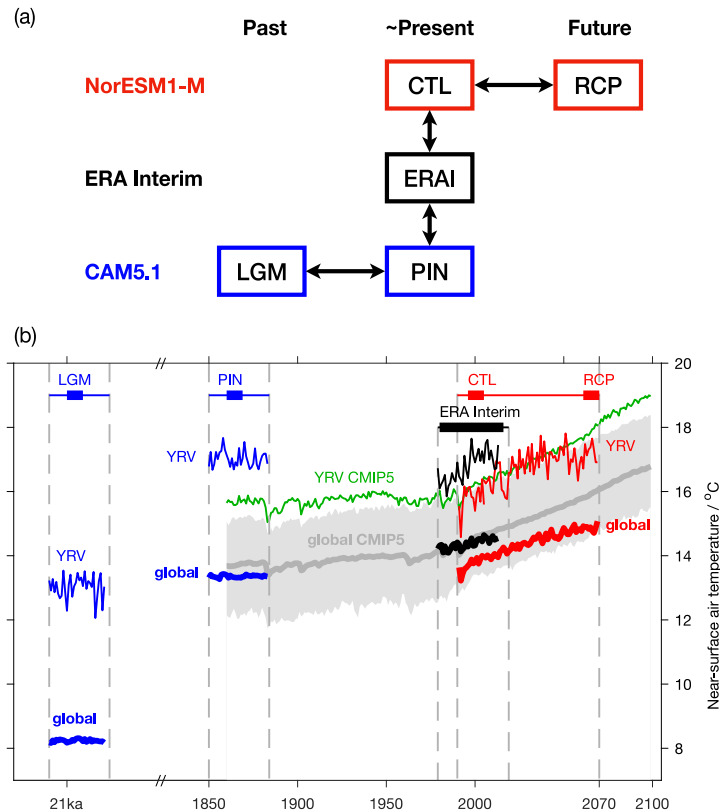 (a)
Past ~Present Future
NorESM1-M CTL RCP
ERA Interim ERAI
CAM5.1 LGM PIN
(b)
20
LGM PIN CTL RCP
ERA Interim
18
YRV YRV
YRV CMIP5
16
global CMIP5 global
14
YRV global
12
10
global
8
Near-surface air temperature / °C
21ka 1850 1900 1950 2000 2070 2100